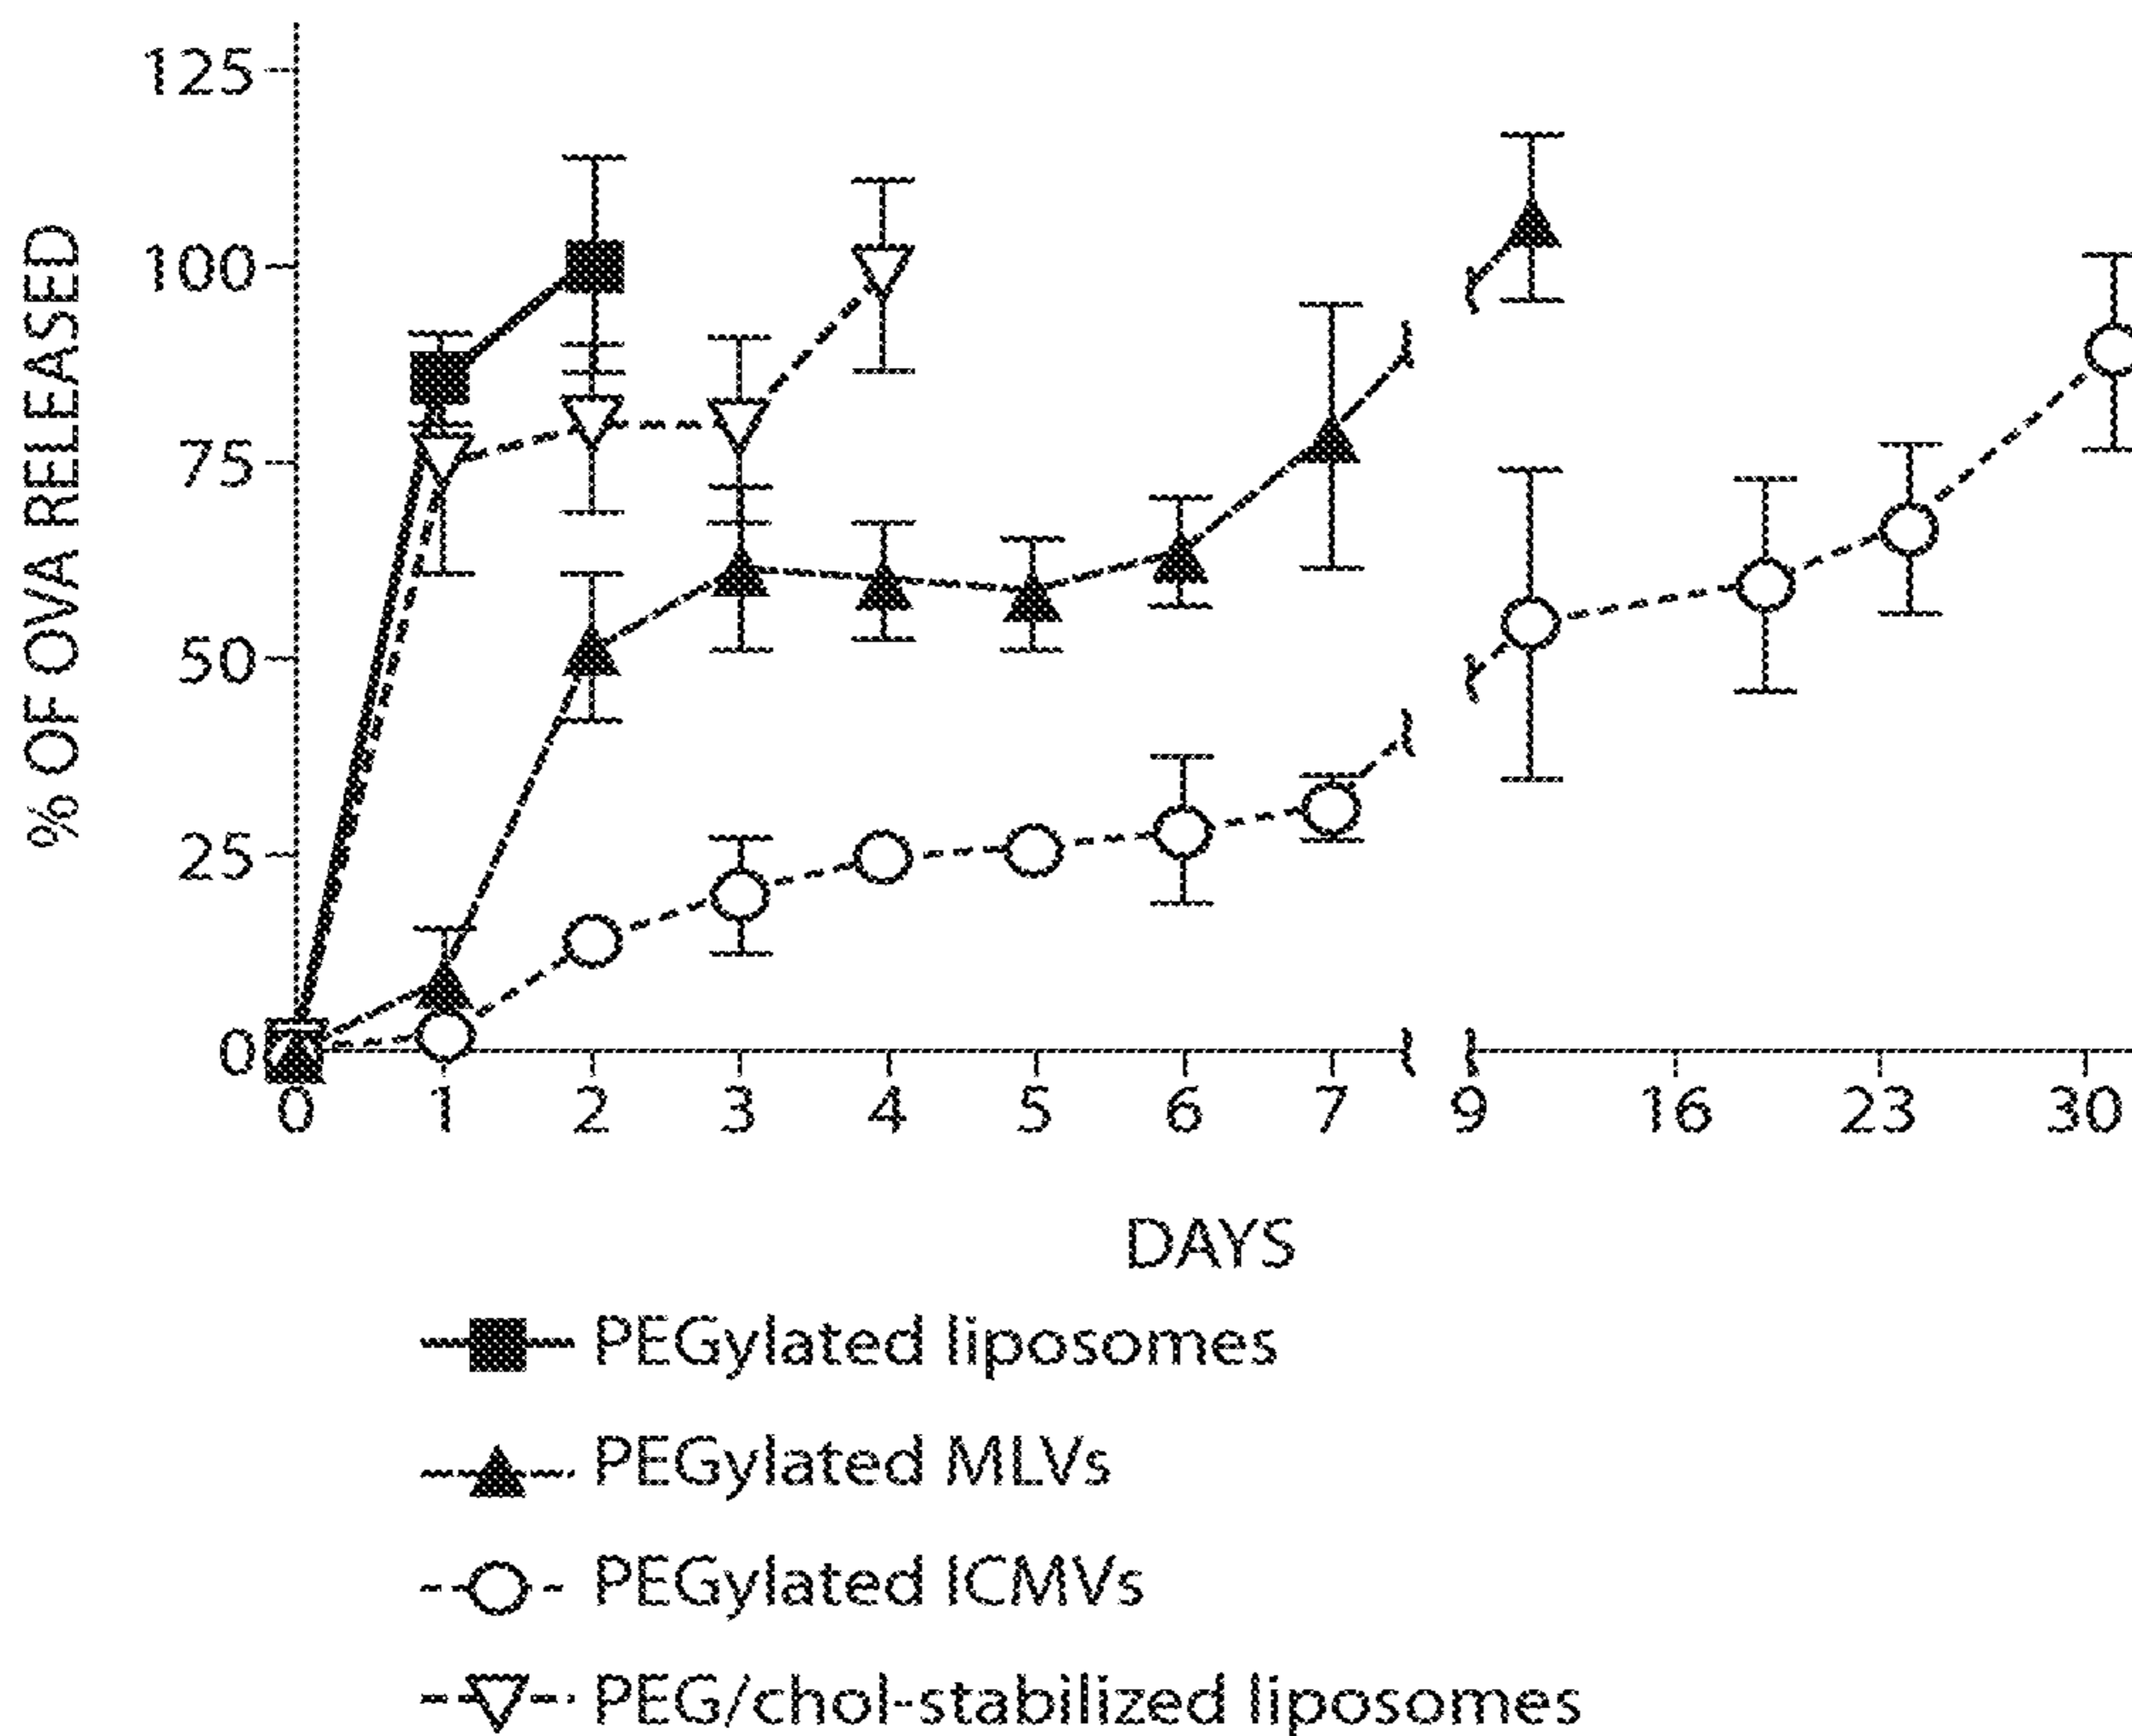 % OF OVA RELEASED
125
100
75
50
25
0
0 1 2 3 4 5 6 7 9 16 23 30
DAYS
PEGylated liposomes
PEGylated MLVs
PEGylated ICMVs
PEG/chol-stabilized liposomes